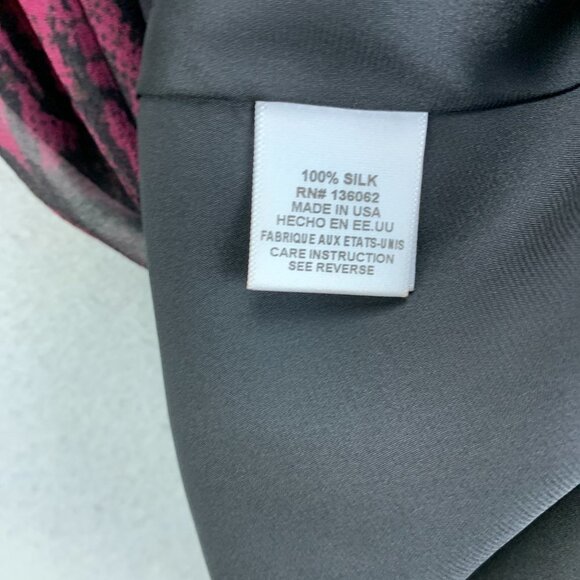 100% SILK
RN# 136062
MADE IN USA
HECHO EN EE.UU
FABRIQUE AUX ETATS-UNIS
CARE INSTRUCTION
SEE REVERSE